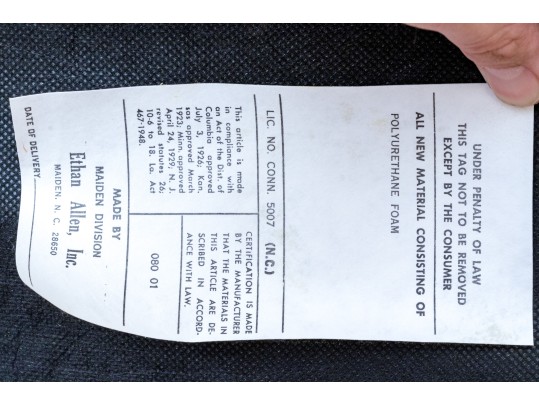 UNDER PENALTY OF LAW
THIS TAG NOT TO BE REMOVED
EXCEPT BY THE CONSUMER
ALL NEW MATERIAL CONSISTING OF
POLYURETHANE FOAM
LIC. NO. CONN. 5007 (N.C.)
This article is made
in compliance with
an Act of the Dist. of
Columbia approved
July 3, 1926; Kan-
sas approved March
1923; Minn. approved
April 24, 1929; N. J.
revised statutes 26;
10-6 to 18. La. Act
467-1948.
CERTIFICATION IS MADE
BY THE MANUFACTURER
THAT THE MATERIALS IN
THIS ARTICLE ARE DE-
SCRIBED IN ACCORD-
ANCE WITH LAW.
080 01
MADE BY
MAIDEN DIVISION
Ethan Allen, Inc.
MAIDEN, N. C. 28650
DATE OF DELIVERY